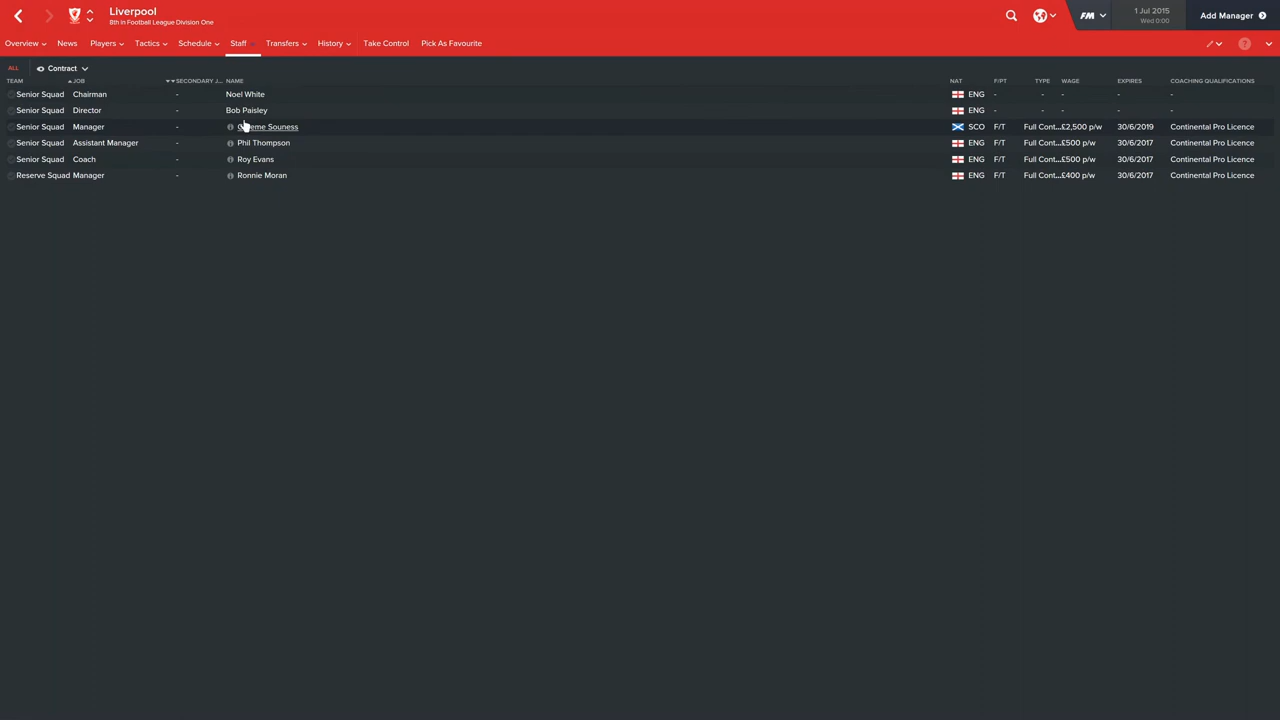 Liverpool
8th in Football League Division One
FM
1 Jul 2015
Wed 0:00
Add Manager
Overview
News
Players
Tactics
Schedule
Staff
Transfers
History
Take Control
Pick As Favourite
?
ALL Contract
TEAM JOB SECONDARY J... NAME NAT F/PT TYPE WAGE EXPIRES COACHING QUALIFICATIONS
Senior Squad Chairman - Noel White ENG - - - - -
Senior Squad Director - Bob Paisley ENG - - - - -
Senior Squad Manager - Souness SCO F/T Full Cont... £2,500 p/w 30/6/2019 Continental Pro Licence
Senior Squad Assistant Manager - Phil Thompson ENG F/T Full Cont... £500 p/w 30/6/2017 Continental Pro Licence
Senior Squad Coach - Roy Evans ENG F/T Full Cont... £500 p/w 30/6/2017 Continental Pro Licence
Reserve Squad Manager - Ronnie Moran ENG F/T Full Cont... £400 p/w 30/6/2017 Continental Pro Licence